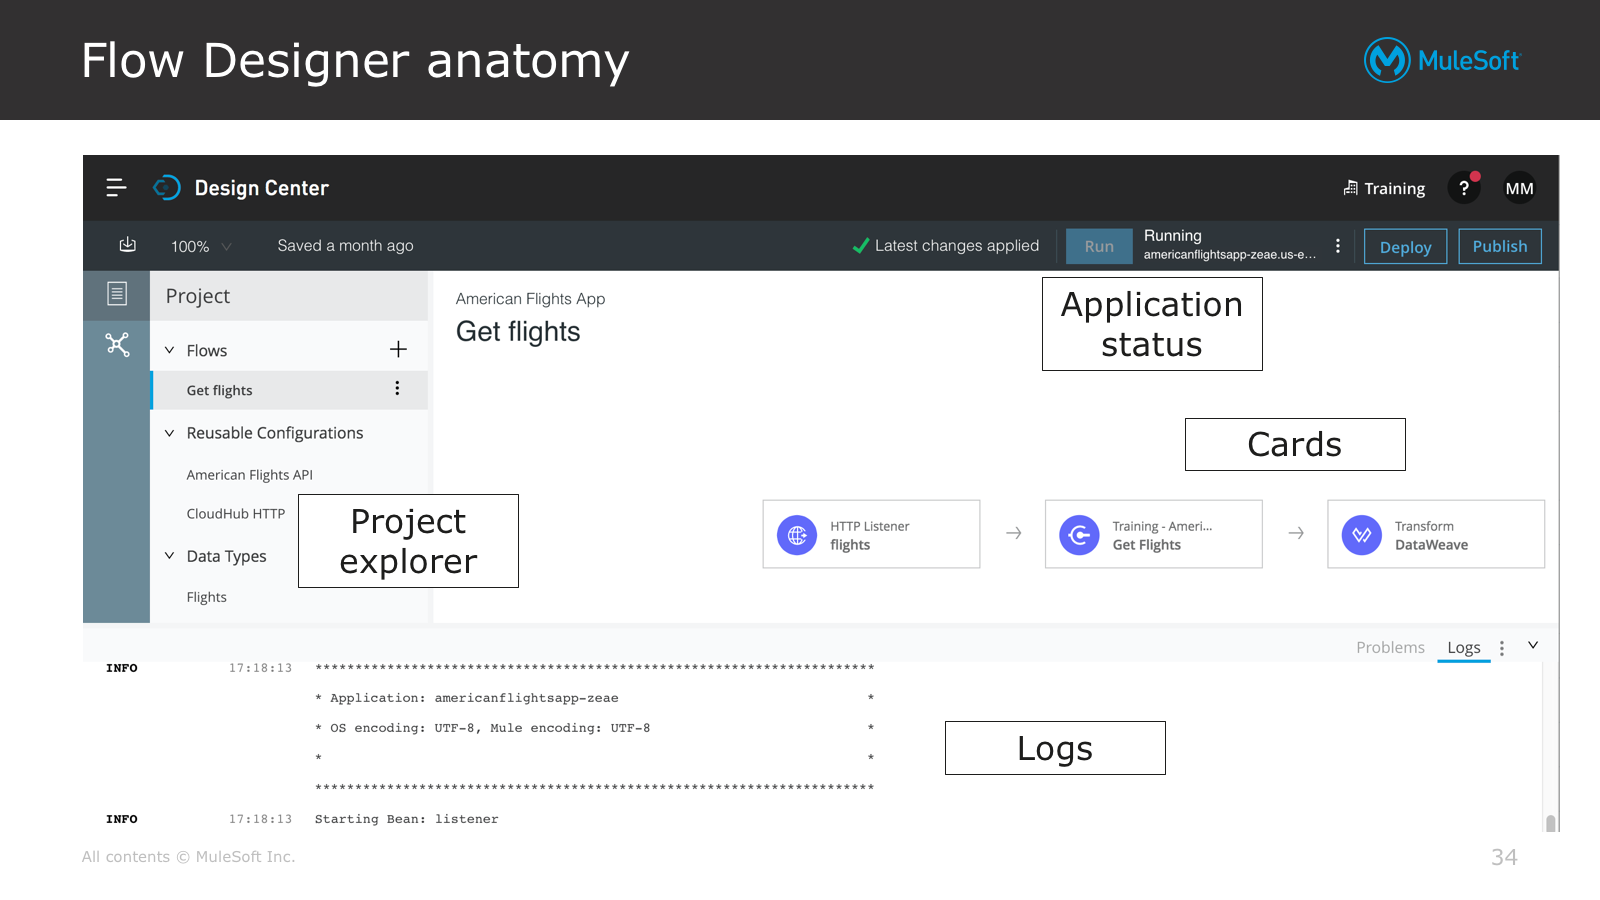 Flow Designer anatomy
MuleSoft
Design Center
Training
?
MM
100%
Saved a month ago
Latest changes applied
Run
Running
americanflightsapp-zeae.us-e...
Deploy
Publish
Project
American Flights App
Get flights
Application
status
Flows
Get flights
Reusable Configurations
Cards
American Flights API
CloudHub HTTP
Project
explorer
HTTP Listener
flights
Training - Ameri...
Get Flights
Transform
DataWeave
Data Types
Flights
Problems
Logs
INFO 17:18:13 **********************************************************************
* Application: americanflightsapp-zeae *
* OS encoding: UTF-8, Mule encoding: UTF-8 *
* *
**********************************************************************
Logs
INFO 17:18:13 Starting Bean: listener
All contents © MuleSoft Inc.
34